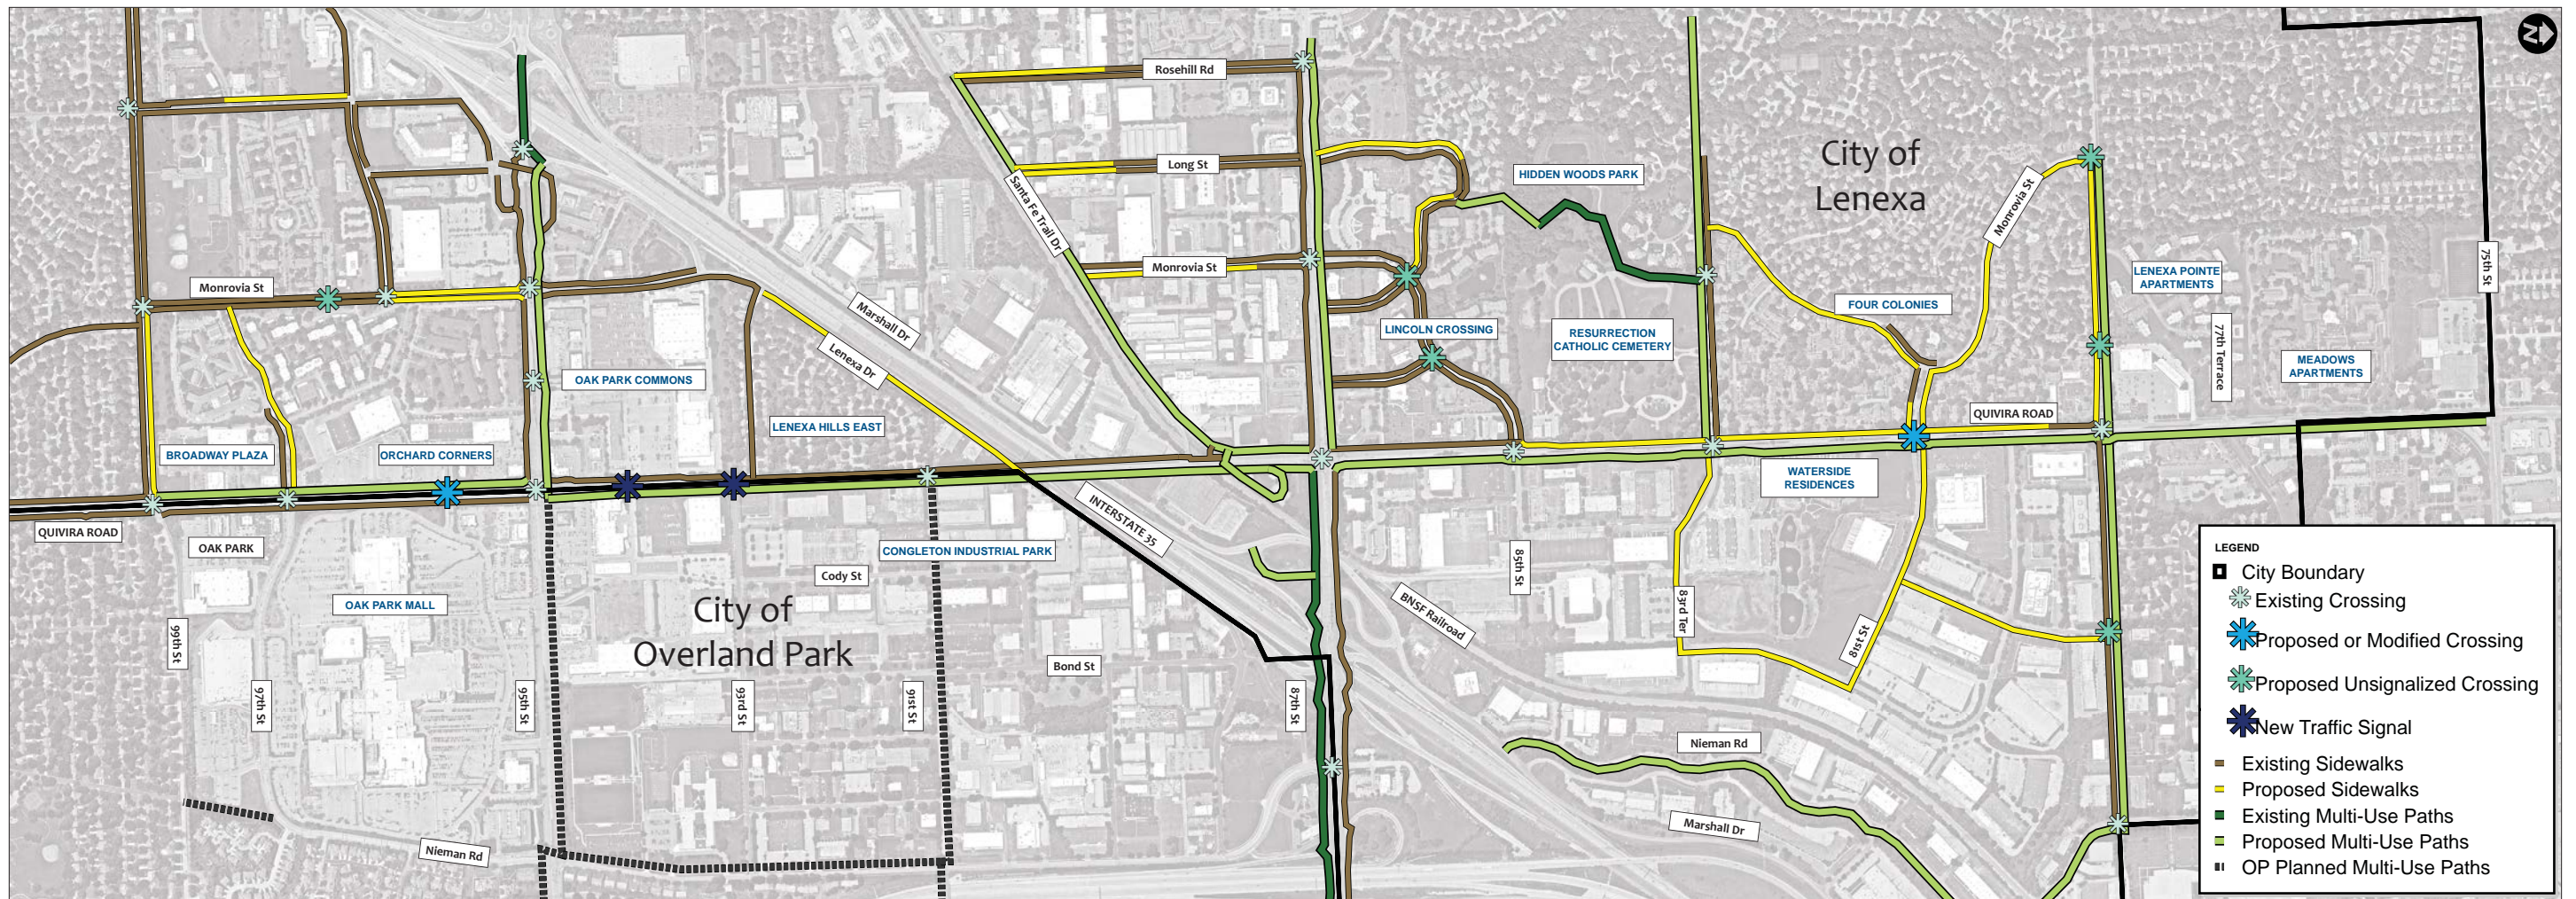 N
Rosehill Rd
Long St
Santa Fe Trail Dr
Monrovia St
HIDDEN WOODS PARK
City of
Lenexa
Monrovia St
75th St
LENEXA POINTE
APARTMENTS
FOUR COLONIES
77th Terrace
MEADOWS
APARTMENTS
Monrovia St
Marshall Dr
Lenexa Dr
LINCOLN CROSSING
RESURRECTION
CATHOLIC CEMETERY
OAK PARK COMMONS
QUIVIRA ROAD
LENEXA HILLS EAST
BROADWAY PLAZA
ORCHARD CORNERS
WATERSIDE
RESIDENCES
QUIVIRA ROAD
OAK PARK
INTERSTATE 35
CONGLETON INDUSTRIAL PARK
Cody St
85th St
OAK PARK MALL
City of
Overland Park
BNSF Railroad
83rd Ter
81st St
99th St
97th St
95th St
93rd St
91st St
Bond St
87th St
Nieman Rd
Marshall Dr
Nieman Rd
LEGEND
City Boundary
Existing Crossing
Proposed or Modified Crossing
Proposed Unsignalized Crossing
New Traffic Signal
Existing Sidewalks
Proposed Sidewalks
Existing Multi-Use Paths
Proposed Multi-Use Paths
OP Planned Multi-Use Paths